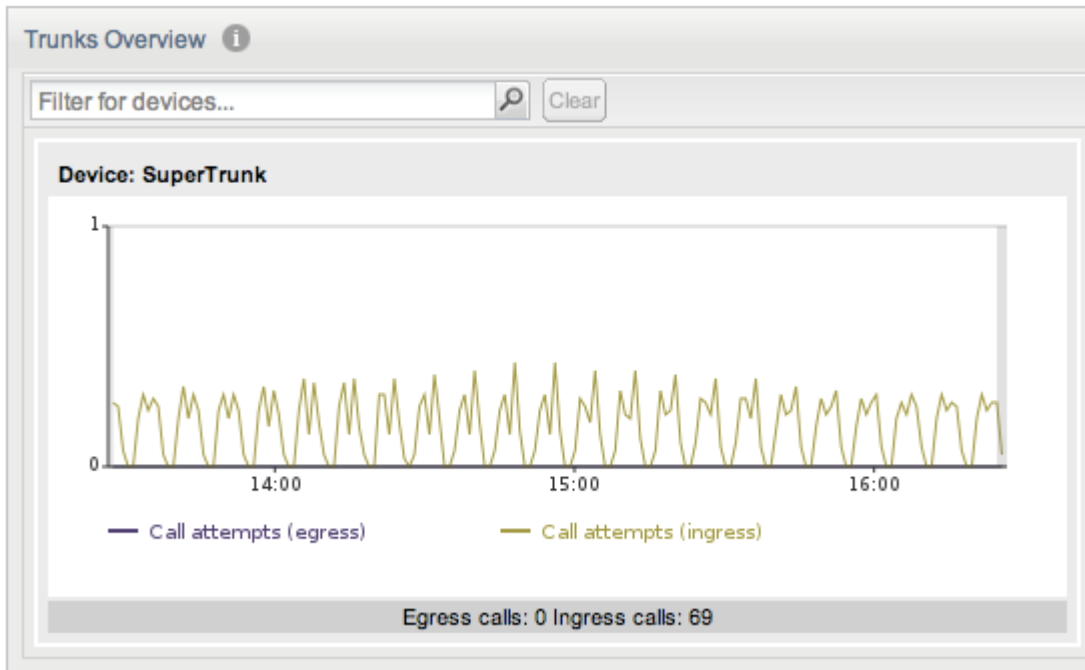 Trunks Overview i
Filter for devices... Clear
Device: SuperTrunk
1
0
14:00 15:00 16:00
Call attempts (egress) Call attempts (ingress)
Egress calls: 0 Ingress calls: 69